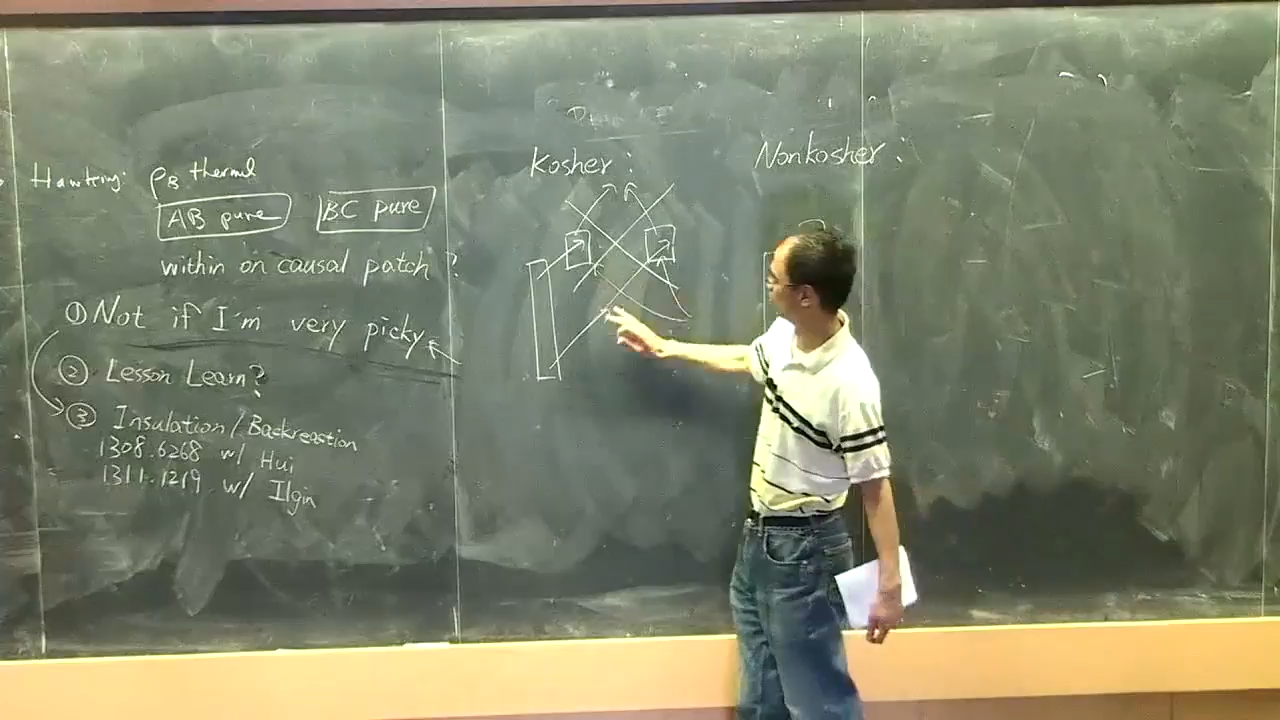 Hawking: ρB thermal
AB pure BC pure
within on causal patch ?
① Not if I'm very picky
② Lesson Learn?
③ Insulation/Backreaction
1308.6268 w/ Hui
1311.1219 w/ Ilgin
Kosher :
Nonkosher :